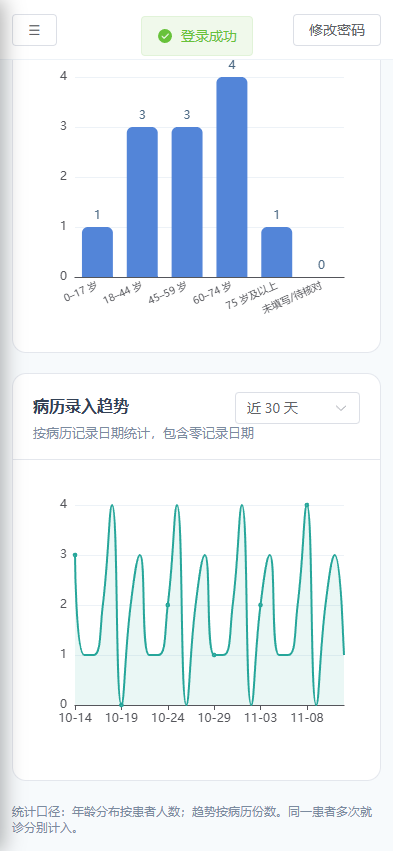 ☰
登录成功
修改密码
4
4
3
3
3
2
1
1
1
0
0
0–17 岁
18–44 岁
45–59 岁
60–74 岁
75 岁及以上
未填写/待核对
病历录入趋势
近 30 天
按病历记录日期统计，包含零记录日期
4
3
2
1
0
10-14
10-19
10-24
10-29
11-03
11-08
统计口径：年龄分布按患者人数；趋势按病历份数。同一患者多次就
诊分别计入。